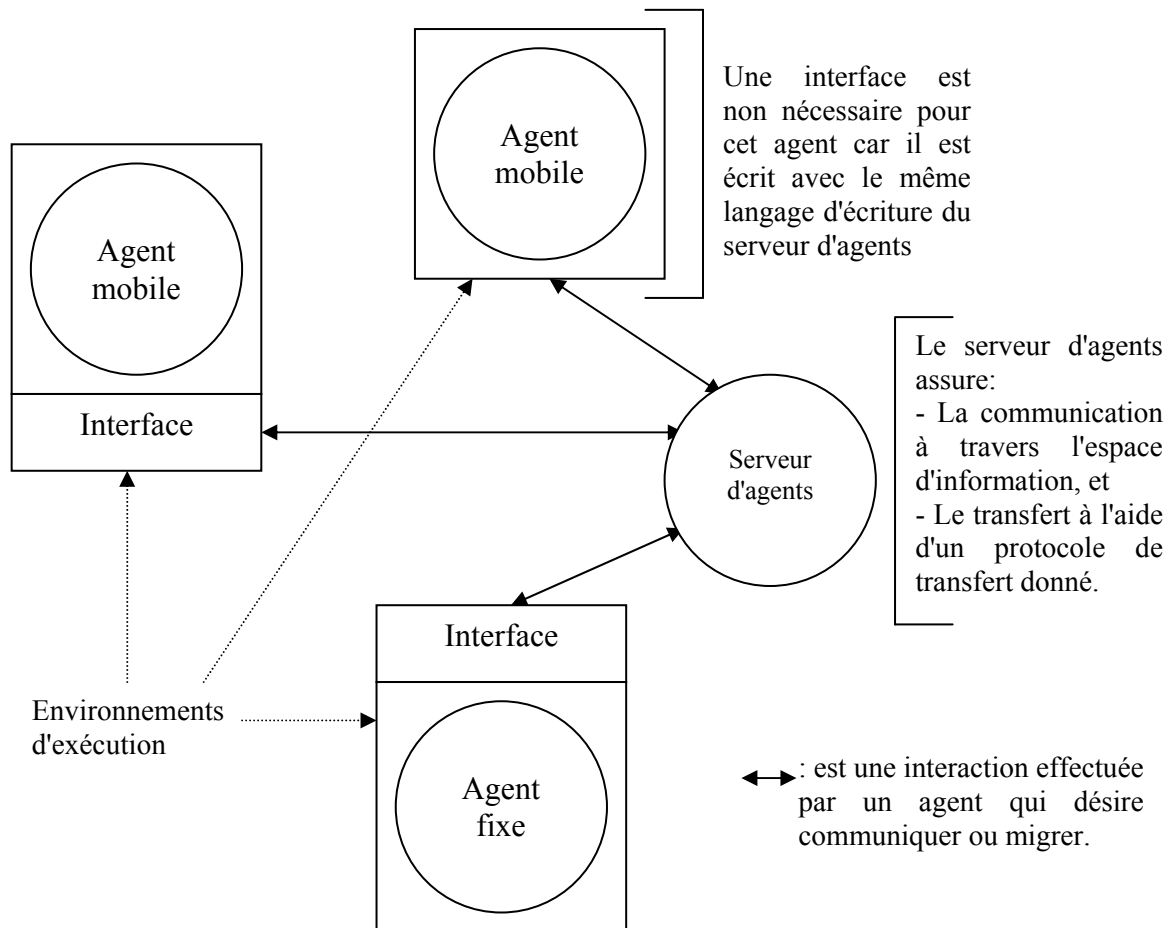 Agent
mobile
Une interface est
non nécessaire pour
cet agent car il est
écrit avec le même
langage d'écriture du
serveur d'agents
Agent
mobile
Interface
Serveur
d'agents
Le serveur d'agents
assure:
- La communication
à travers l'espace
d'information, et
- Le transfert à l'aide
d'un protocole de
transfert donné.
Interface
Environnements
d'exécution
Agent
fixe
: est une interaction effectuée
par un agent qui désire
communiquer ou migrer.